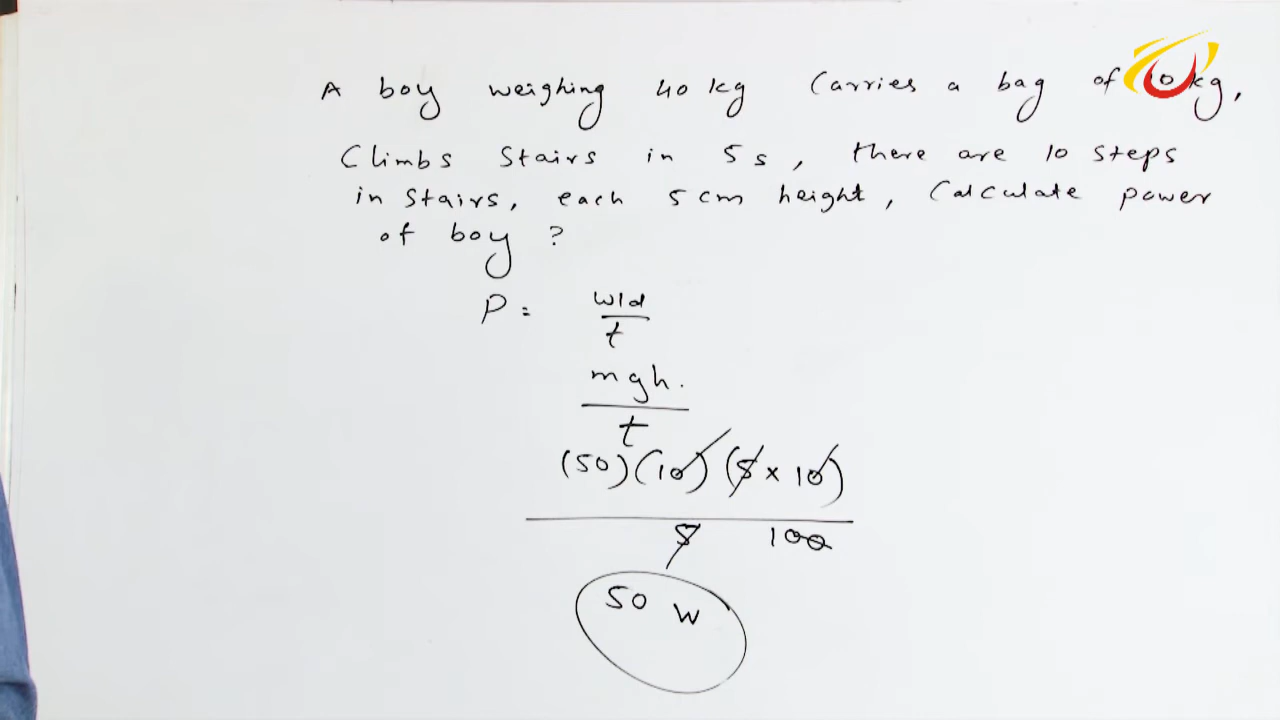 A boy weighing 40 kg Carries a bag of 10 kg,
Climbs Stairs in 5 s, there are 10 steps
in Stairs, each 5 cm height, Calculate power
of boy ?
P = wld
t
mgh.
t
(50)(10)(5 x 10)
5 100
50 W